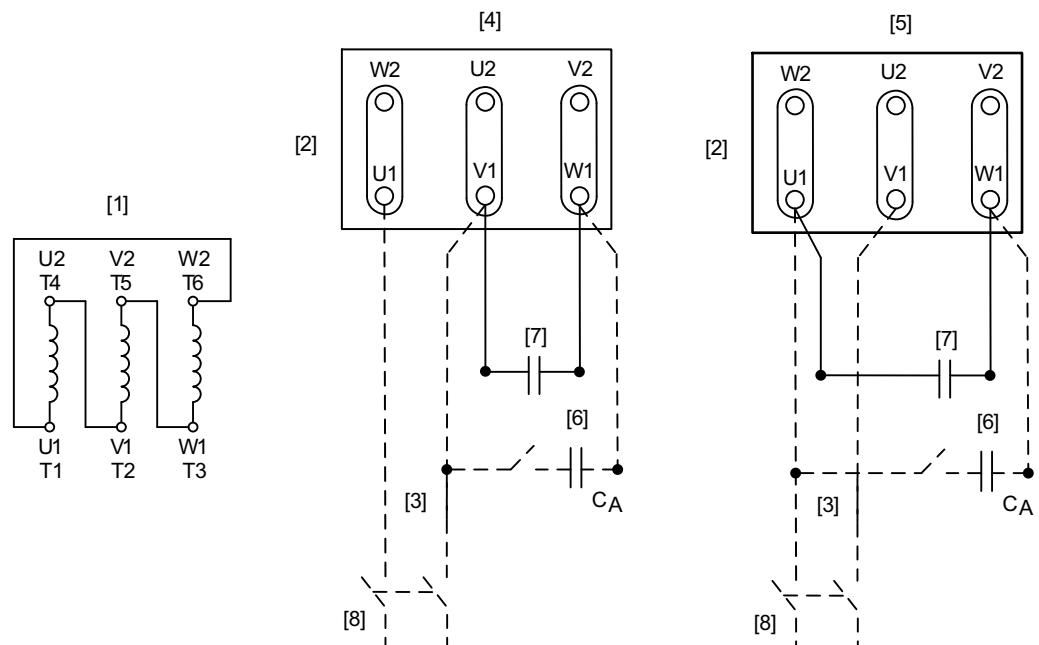 [1]
U2 V2 W2
T4 T5 T6
U1 V1 W1
T1 T2 T3
[4]
[2]
W2 U2 V2
U1 V1 W1
[7]
[6]
[3]
CA
[8]
[5]
[2]
W2 U2 V2
U1 V1 W1
[7]
[6]
[3]
CA
[8]